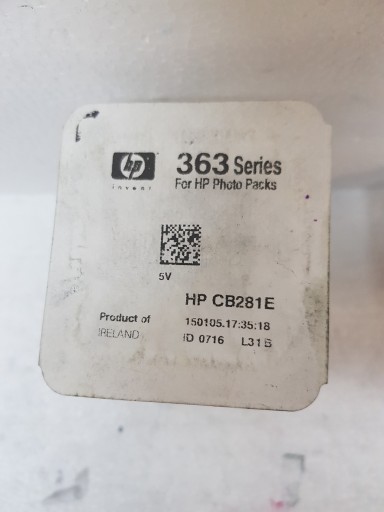 hp
invent
363 Series
For HP Photo Packs
5V
HP CB281E
Product of
IRELAND
150105.17:35:18
ID 0716 L31B